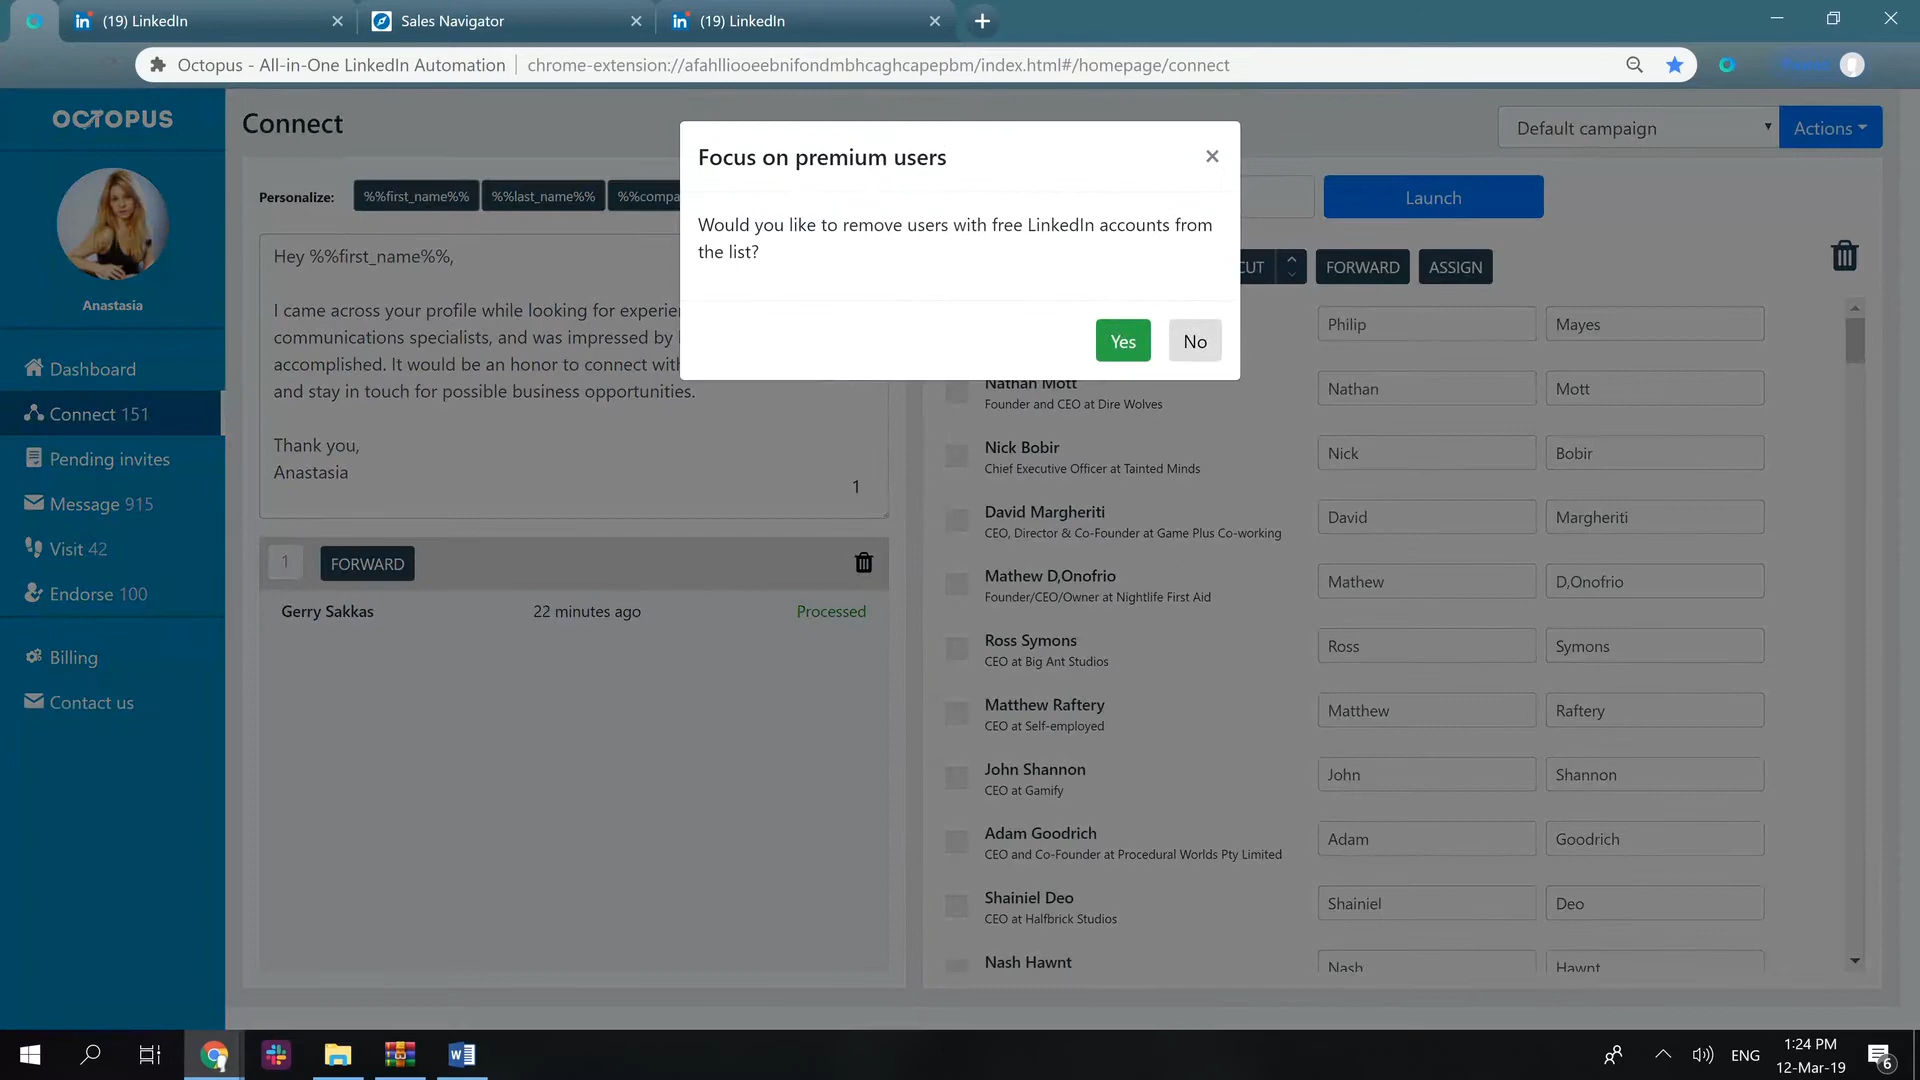 (19) LinkedIn
Sales Navigator
(19) LinkedIn
Octopus - All-in-One LinkedIn Automation
chrome-extension://afahlliooeebnifondmbhcaghcapepbm/index.html#/homepage/connect
OCTOPUS
Anastasia
Dashboard
Connect 151
Pending invites
Message 915
Visit 42
Endorse 100
Billing
Contact us
Connect
Default campaign
Actions
Personalize:
%%first_name%%
%%last_name%%
%%compa
Hey %%first_name%%,
I came across your profile while looking for experie
communications specialists, and was impressed by
accomplished. It would be an honor to connect wit
and stay in touch for possible business opportunities.
Thank you,
Anastasia
1
1
FORWARD
Gerry Sakkas
22 minutes ago
Processed
Focus on premium users
×
Would you like to remove users with free LinkedIn accounts from
the list?
Yes
No
Launch
CUT
FORWARD
ASSIGN
Philip
Mayes
Nathan Mott
Founder and CEO at Dire Wolves
Nathan
Mott
Nick Bobir
Chief Executive Officer at Tainted Minds
Nick
Bobir
David Margheriti
CEO, Director & Co-Founder at Game Plus Co-working
David
Margheriti
Mathew D,Onofrio
Founder/CEO/Owner at Nightlife First Aid
Mathew
D,Onofrio
Ross Symons
CEO at Big Ant Studios
Ross
Symons
Matthew Raftery
CEO at Self-employed
Matthew
Raftery
John Shannon
CEO at Gamify
John
Shannon
Adam Goodrich
CEO and Co-Founder at Procedural Worlds Pty Limited
Adam
Goodrich
Shainiel Deo
CEO at Halfbrick Studios
Shainiel
Deo
Nash Hawnt
Nash
Hawnt
ENG
1:24 PM
12-Mar-19
6